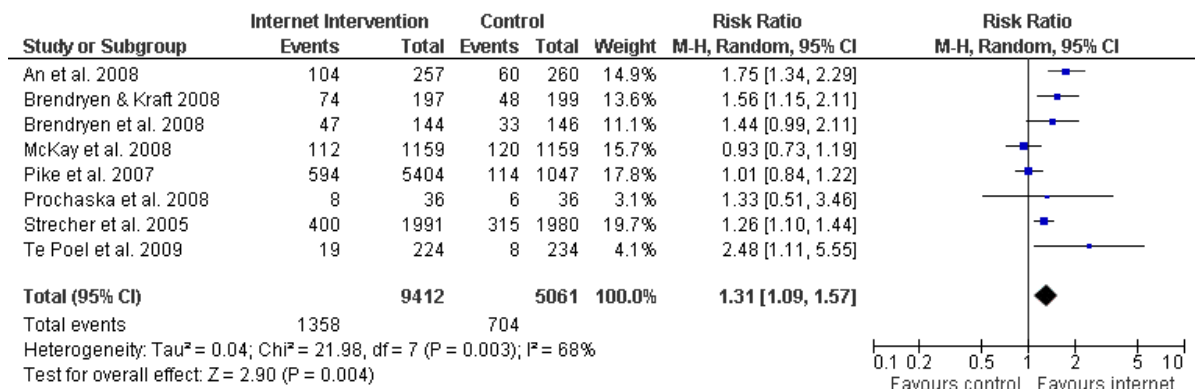 Internet Intervention Control Risk Ratio Risk Ratio
Study or Subgroup Events Total Events Total Weight M-H, Random, 95% CI M-H, Random, 95% CI
An et al. 2008 104 257 60 260 14.9% 1.75 [1.34, 2.29]
Brendryen & Kraft 2008 74 197 48 199 13.6% 1.56 [1.15, 2.11]
Brendryen et al. 2008 47 144 33 146 11.1% 1.44 [0.99, 2.11]
McKay et al. 2008 112 1159 120 1159 15.7% 0.93 [0.73, 1.19]
Pike et al. 2007 594 5404 114 1047 17.8% 1.01 [0.84, 1.22]
Prochaska et al. 2008 8 36 6 36 3.1% 1.33 [0.51, 3.46]
Strecher et al. 2005 400 1991 315 1980 19.7% 1.26 [1.10, 1.44]
Te Poel et al. 2009 19 224 8 234 4.1% 2.48 [1.11, 5.55]
Total (95% CI) 9412 5061 100.0% 1.31 [1.09, 1.57]
Total events 1358 704
Heterogeneity: Tau² = 0.04; Chi² = 21.98, df = 7 (P = 0.003); I² = 68%
Test for overall effect: Z = 2.90 (P = 0.004)
0.1 0.2 0.5 1 2 5 10
Favours control Favours internet